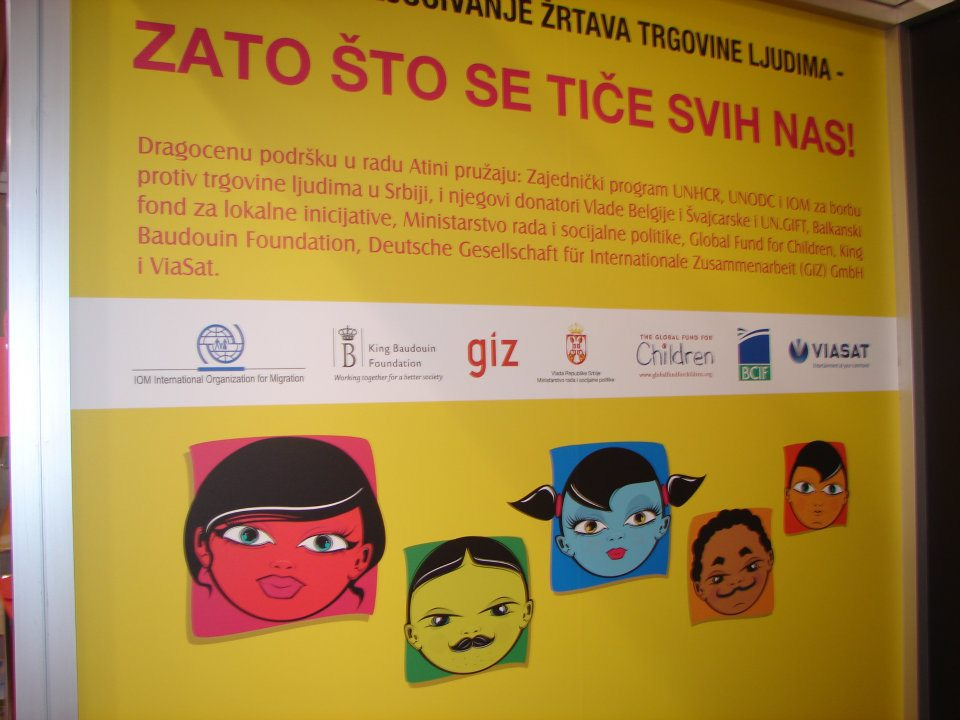 ŽRTAVA TRGOVINE LJUDIMA -
ZATO ŠTO SE TIČE SVIH NAS!
Dragocenu podršku u radu Atini pružaju: Zajednički program UNHCR, UNODC i IOM za borbu
protiv trgovine ljudima u Srbiji, i njegovi donatori Vlade Belgije i Švajcarske i UN.GIFT, Balkanski
fond za lokalne inicijative, Ministarstvo rada i socijalne politike, Global Fund for Children, King
Baudouin Foundation, Deutsche Gesellschaft für Internationale Zusammenarbeit (GIZ) GmbH
i ViaSat.
IOM International Organization for Migration
B
King Baudouin
Foundation
Working together for a better society
giz
Vlada Republike Srbije
Ministarstvo rada i socijalne politike
THE GLOBAL FUND FOR
Children
www.globalfundforchildren.org
BCIF
VIASAT
Entertainment at your command